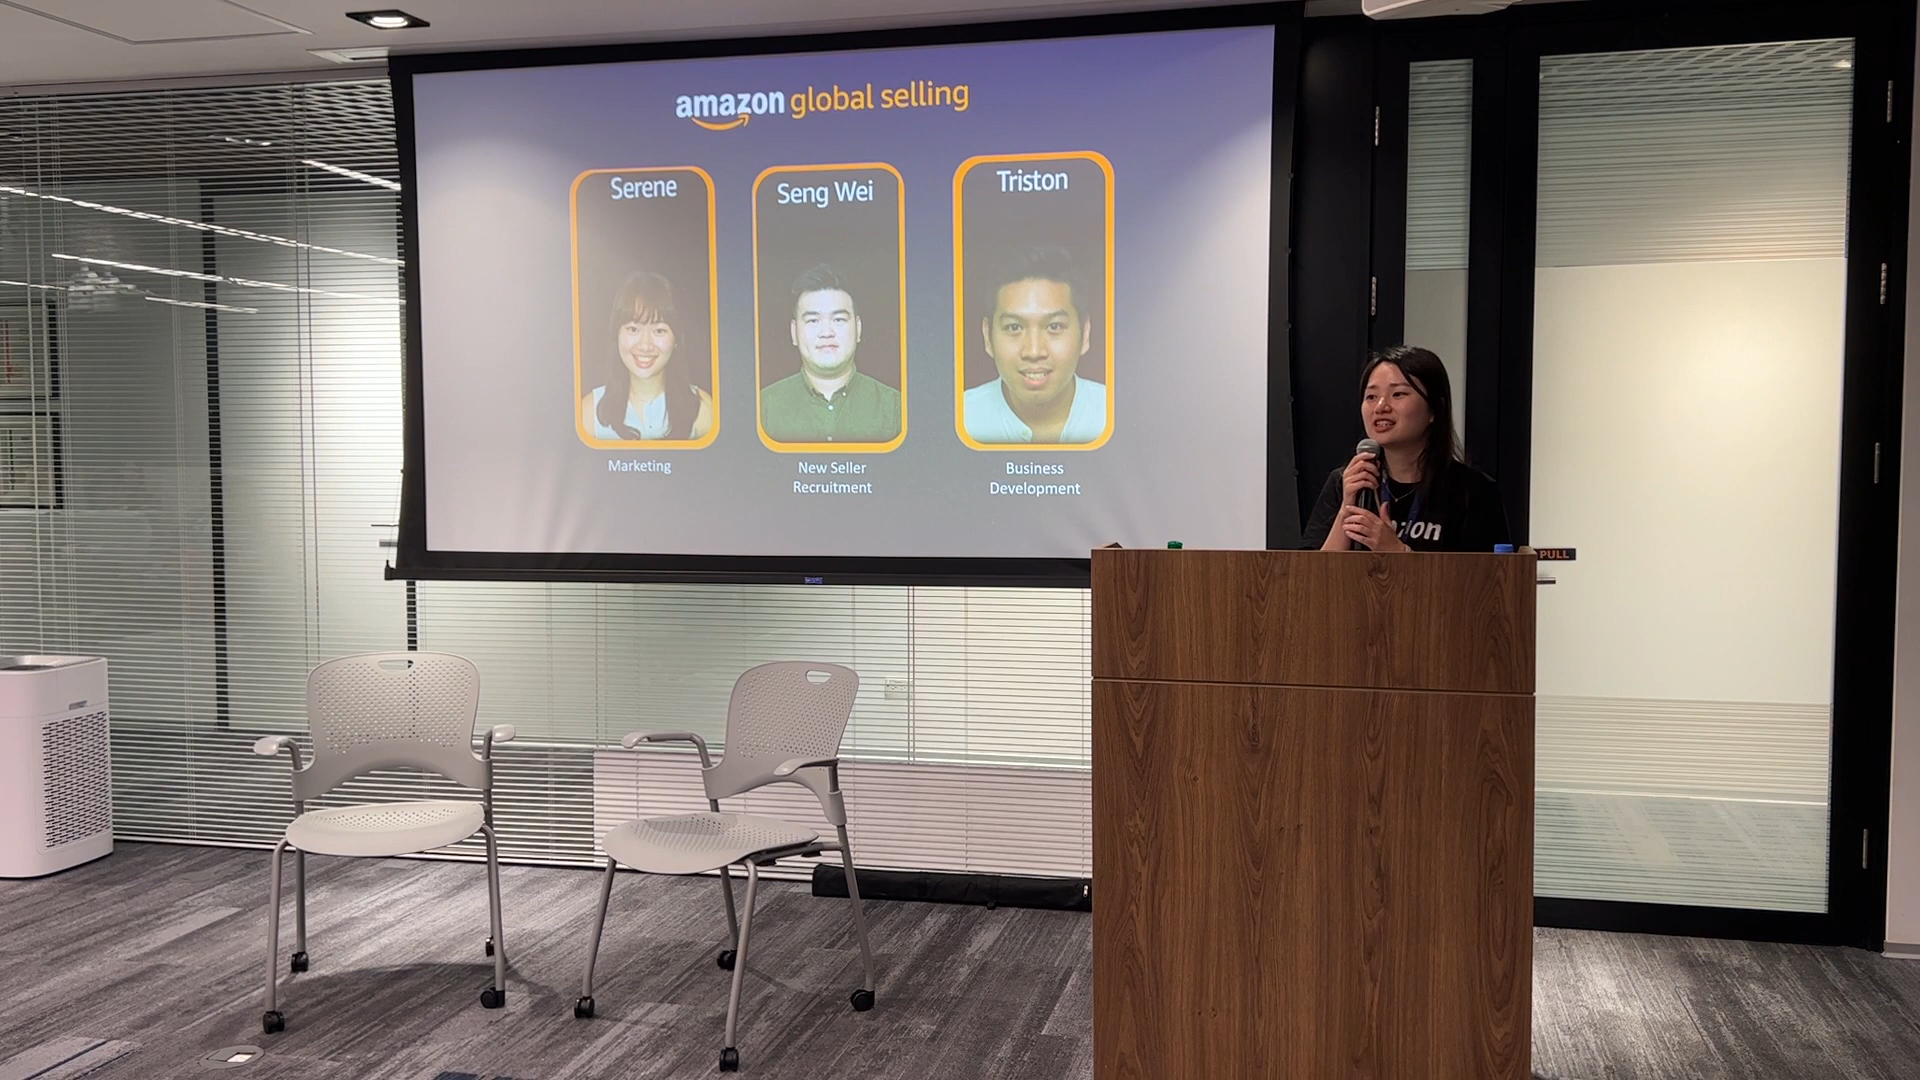 amazon global selling
Serene
Seng Wei
Triston
Marketing
New Seller
Recruitment
Business
Development
PULL